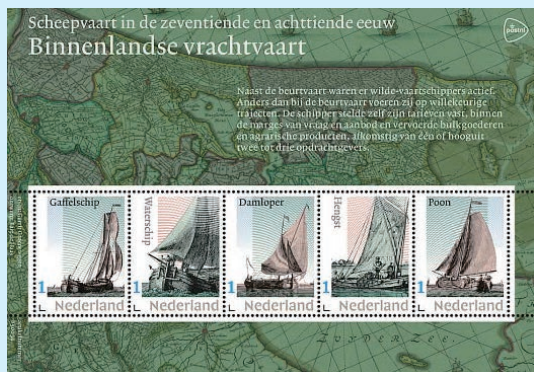 Scheepvaart in de zeventiende en achttiende eeuw
Binnenlandse vrachtvaart
postnl
Naast de beurtvaart waren er wilde-vaartschippers actief.
Anders dan bij de beurtvaart voeren zij op willekeurige
trajecten. De schipper stelde zelf zijn tarieven vast, binnen
de marges van vraag en aanbod en vervoerde bulkgoederen
en agrarische producten, afkomstig van één of hooguit
twee tot drie opdrachtgevers.
Gaffelschip
1
Nederland
Waterschip
1
Nederland
Damloper
1
Nederland
Hengst
1
Nederland
Poon
1
Nederland
ZUYDER ZEE